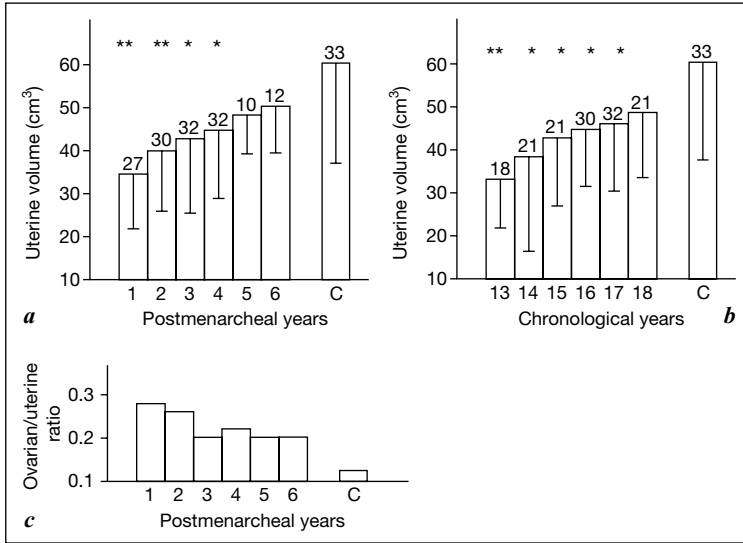 ** ** * *
33
60
50
40
30
20
10
Uterine volume (cm³)
27 30 32 32 10 12
1 2 3 4 5 6 C
a Postmenarcheal years
** * * * *
33
60
50
40
30
20
10
Uterine volume (cm³)
18 21 21 30 32 21
13 14 15 16 17 18 C
Chronological years b
0.3
0.2
0.1
Ovarian/uterine
ratio
1 2 3 4 5 6 C
c Postmenarcheal years